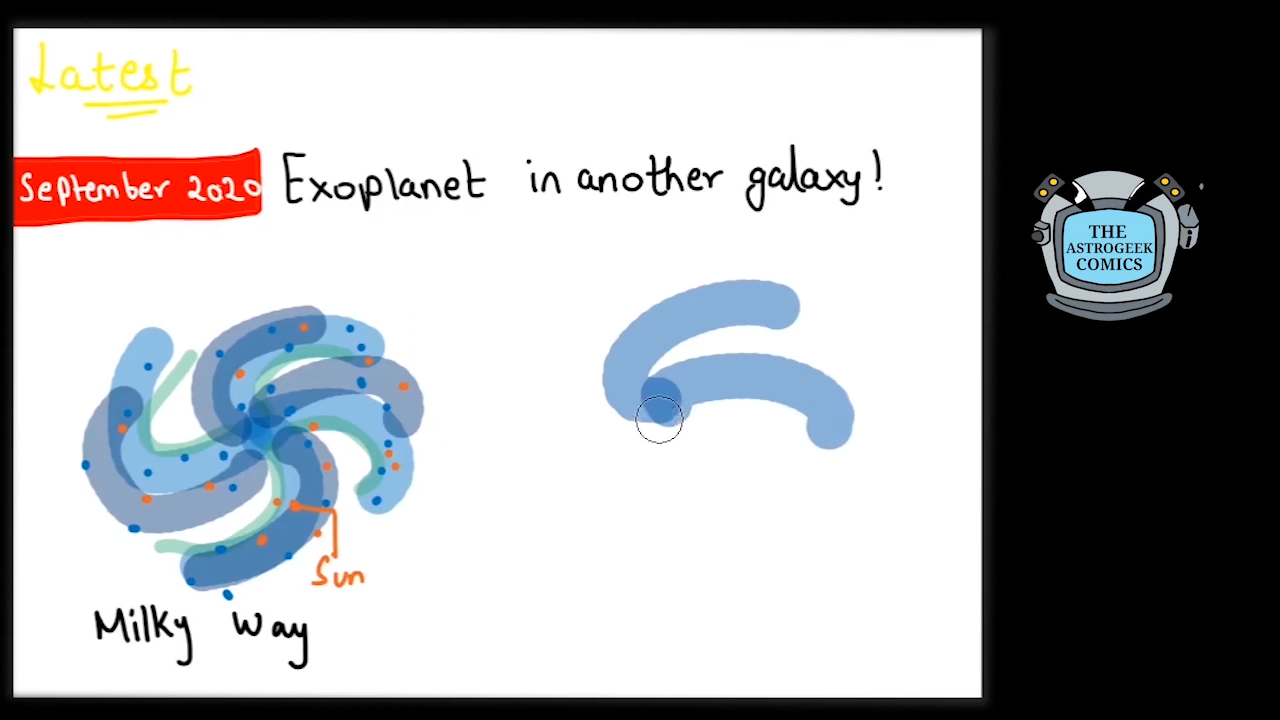 Latest
September 2020 Exoplanet in another galaxy!
THE
ASTROGEEK
COMICS
Sun
Milky Way